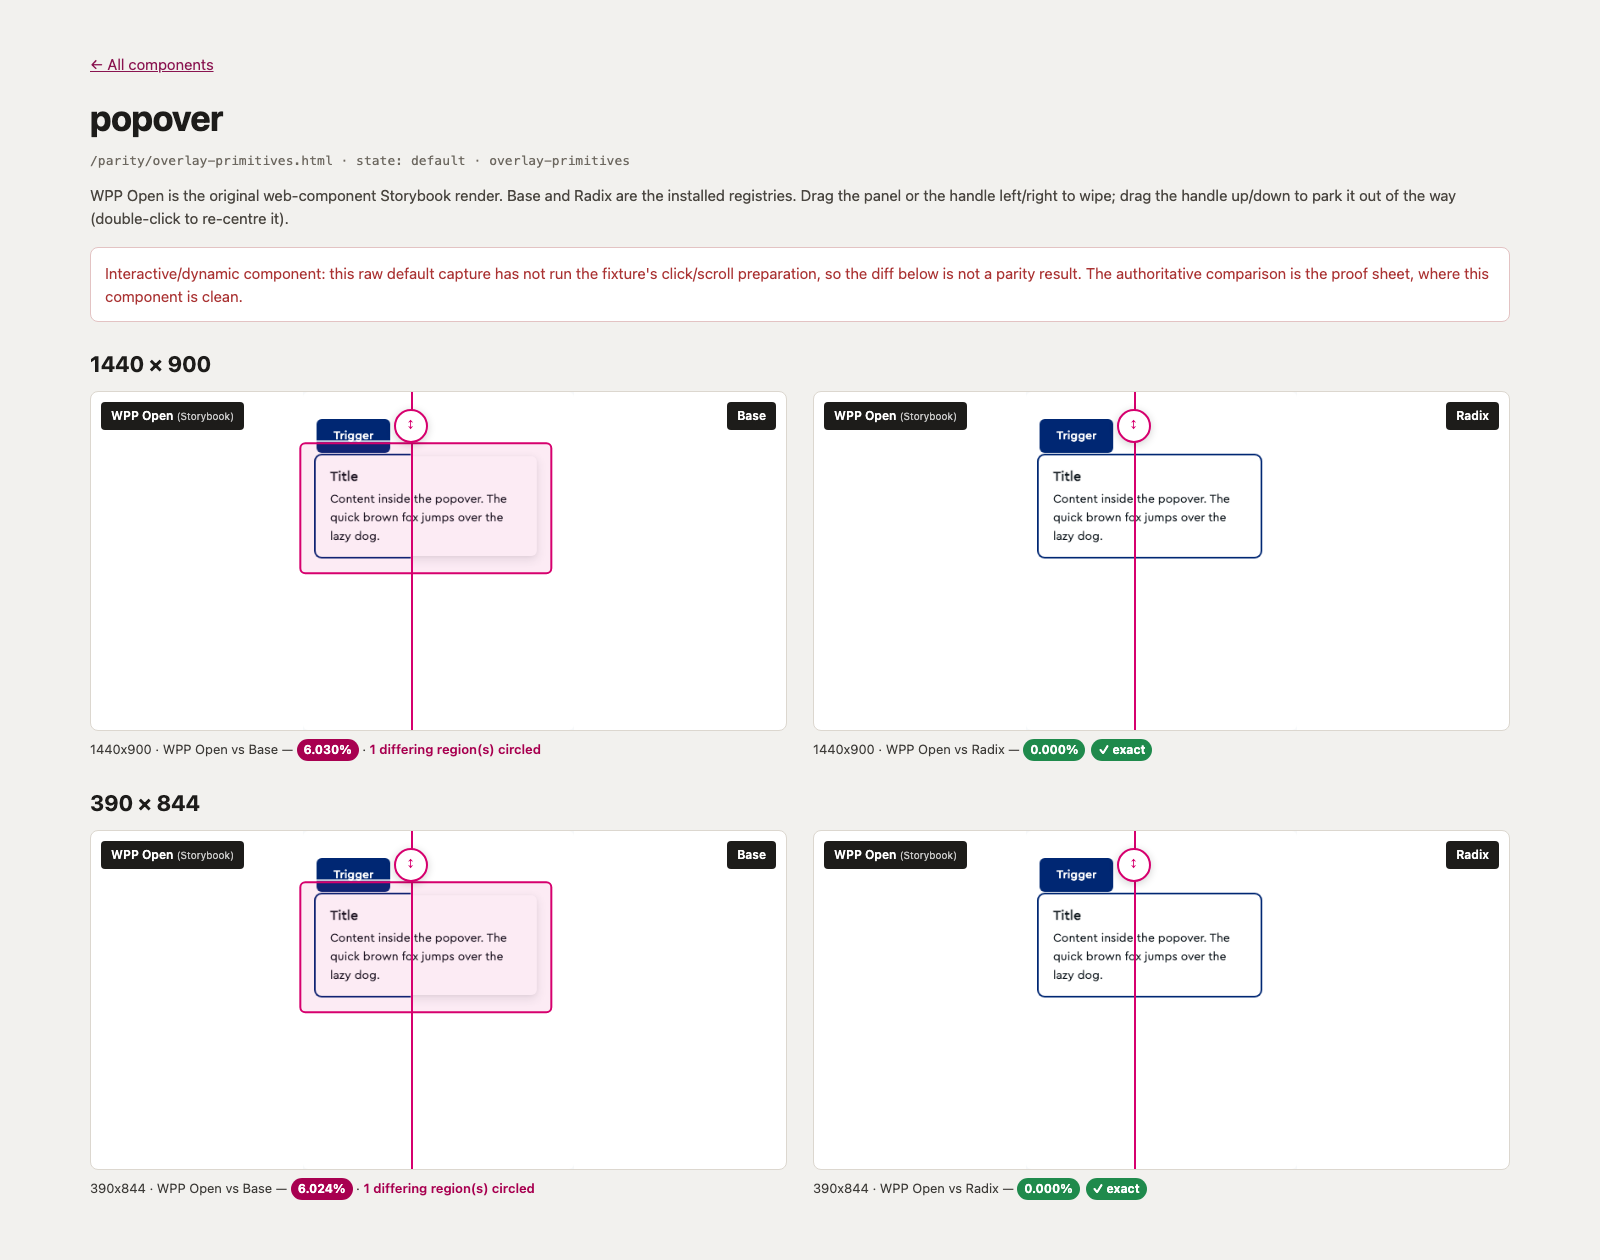 ← All components
popover
/parity/overlay-primitives.html · state: default · overlay-primitives
WPP Open is the original web-component Storybook render. Base and Radix are the installed registries. Drag the panel or the handle left/right to wipe; drag the handle up/down to park it out of the way
(double-click to re-centre it).
Interactive/dynamic component: this raw default capture has not run the fixture's click/scroll preparation, so the diff below is not a parity result. The authoritative comparison is the proof sheet, where this
component is clean.
1440 × 900
WPP Open (Storybook)
Base
Trigger
Title
Content inside the popover. The
quick brown fox jumps over the
lazy dog.
WPP Open (Storybook)
Radix
Trigger
Title
Content inside the popover. The
quick brown fox jumps over the
lazy dog.
1440x900 · WPP Open vs Base — 6.030% · 1 differing region(s) circled
1440x900 · WPP Open vs Radix — 0.000% ✓ exact
390 × 844
WPP Open (Storybook)
Base
Trigger
Title
Content inside the popover. The
quick brown fox jumps over the
lazy dog.
WPP Open (Storybook)
Radix
Trigger
Title
Content inside the popover. The
quick brown fox jumps over the
lazy dog.
390x844 · WPP Open vs Base — 6.024% · 1 differing region(s) circled
390x844 · WPP Open vs Radix — 0.000% ✓ exact